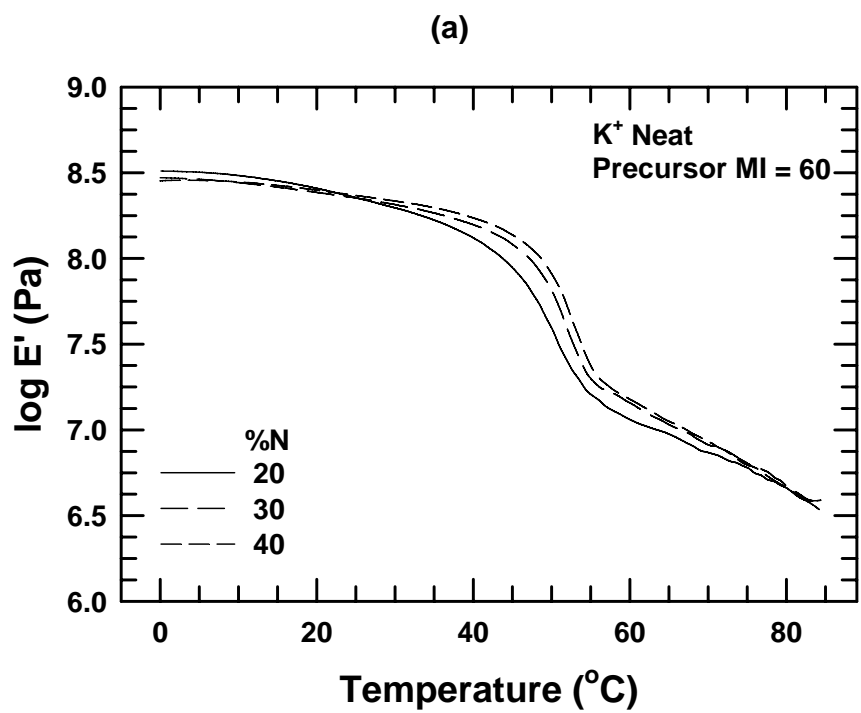 (a)
K⁺ Neat
Precursor MI = 60
log E' (Pa)
9.0
8.5
8.0
7.5
7.0
6.5
6.0
%N
20
30
40
0 20 40 60 80
Temperature (°C)